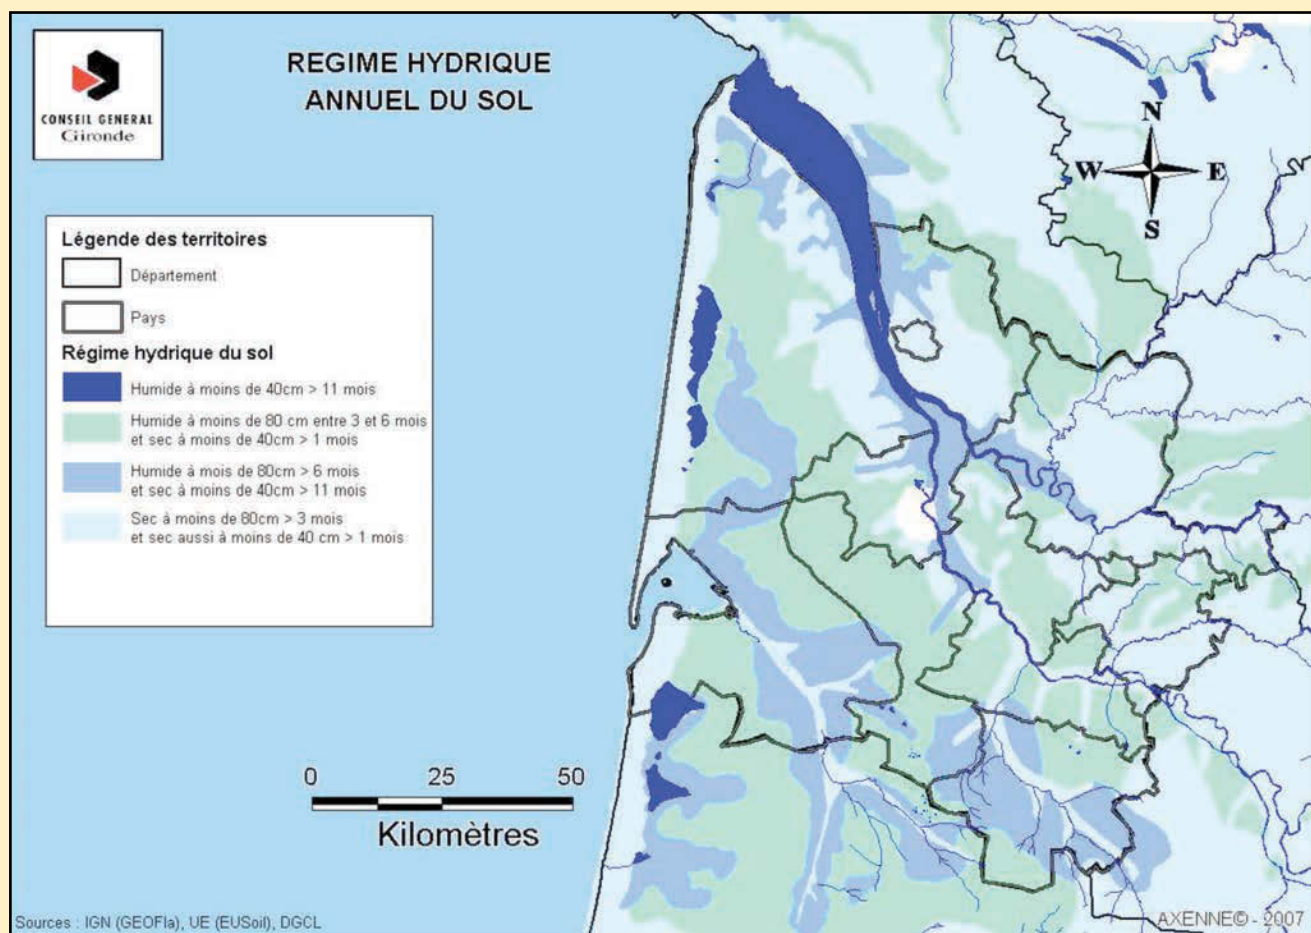 CONSEIL GENERAL
Gironde
REGIME HYDRIQUE
ANNUEL DU SOL
N
W
E
S
Légende des territoires
Département
Pays
Régime hydrique du sol
Humide à moins de 40cm > 11 mois
Humide à moins de 80 cm entre 3 et 6 mois
et sec à moins de 40cm > 1 mois
Humide à mois de 80cm > 6 mois
et sec à moins de 40cm > 11 mois
Sec à moins de 80cm > 3 mois
et sec aussi à moins de 40 cm > 1 mois
0 25 50
Kilomètres
Sources : IGN (GEOFla), UE (EUSoil), DGCL
AXENNE© - 2007